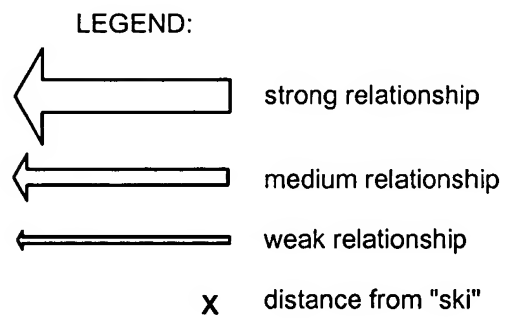 LEGEND:
strong relationship
medium relationship
weak relationship
X distance from "ski"